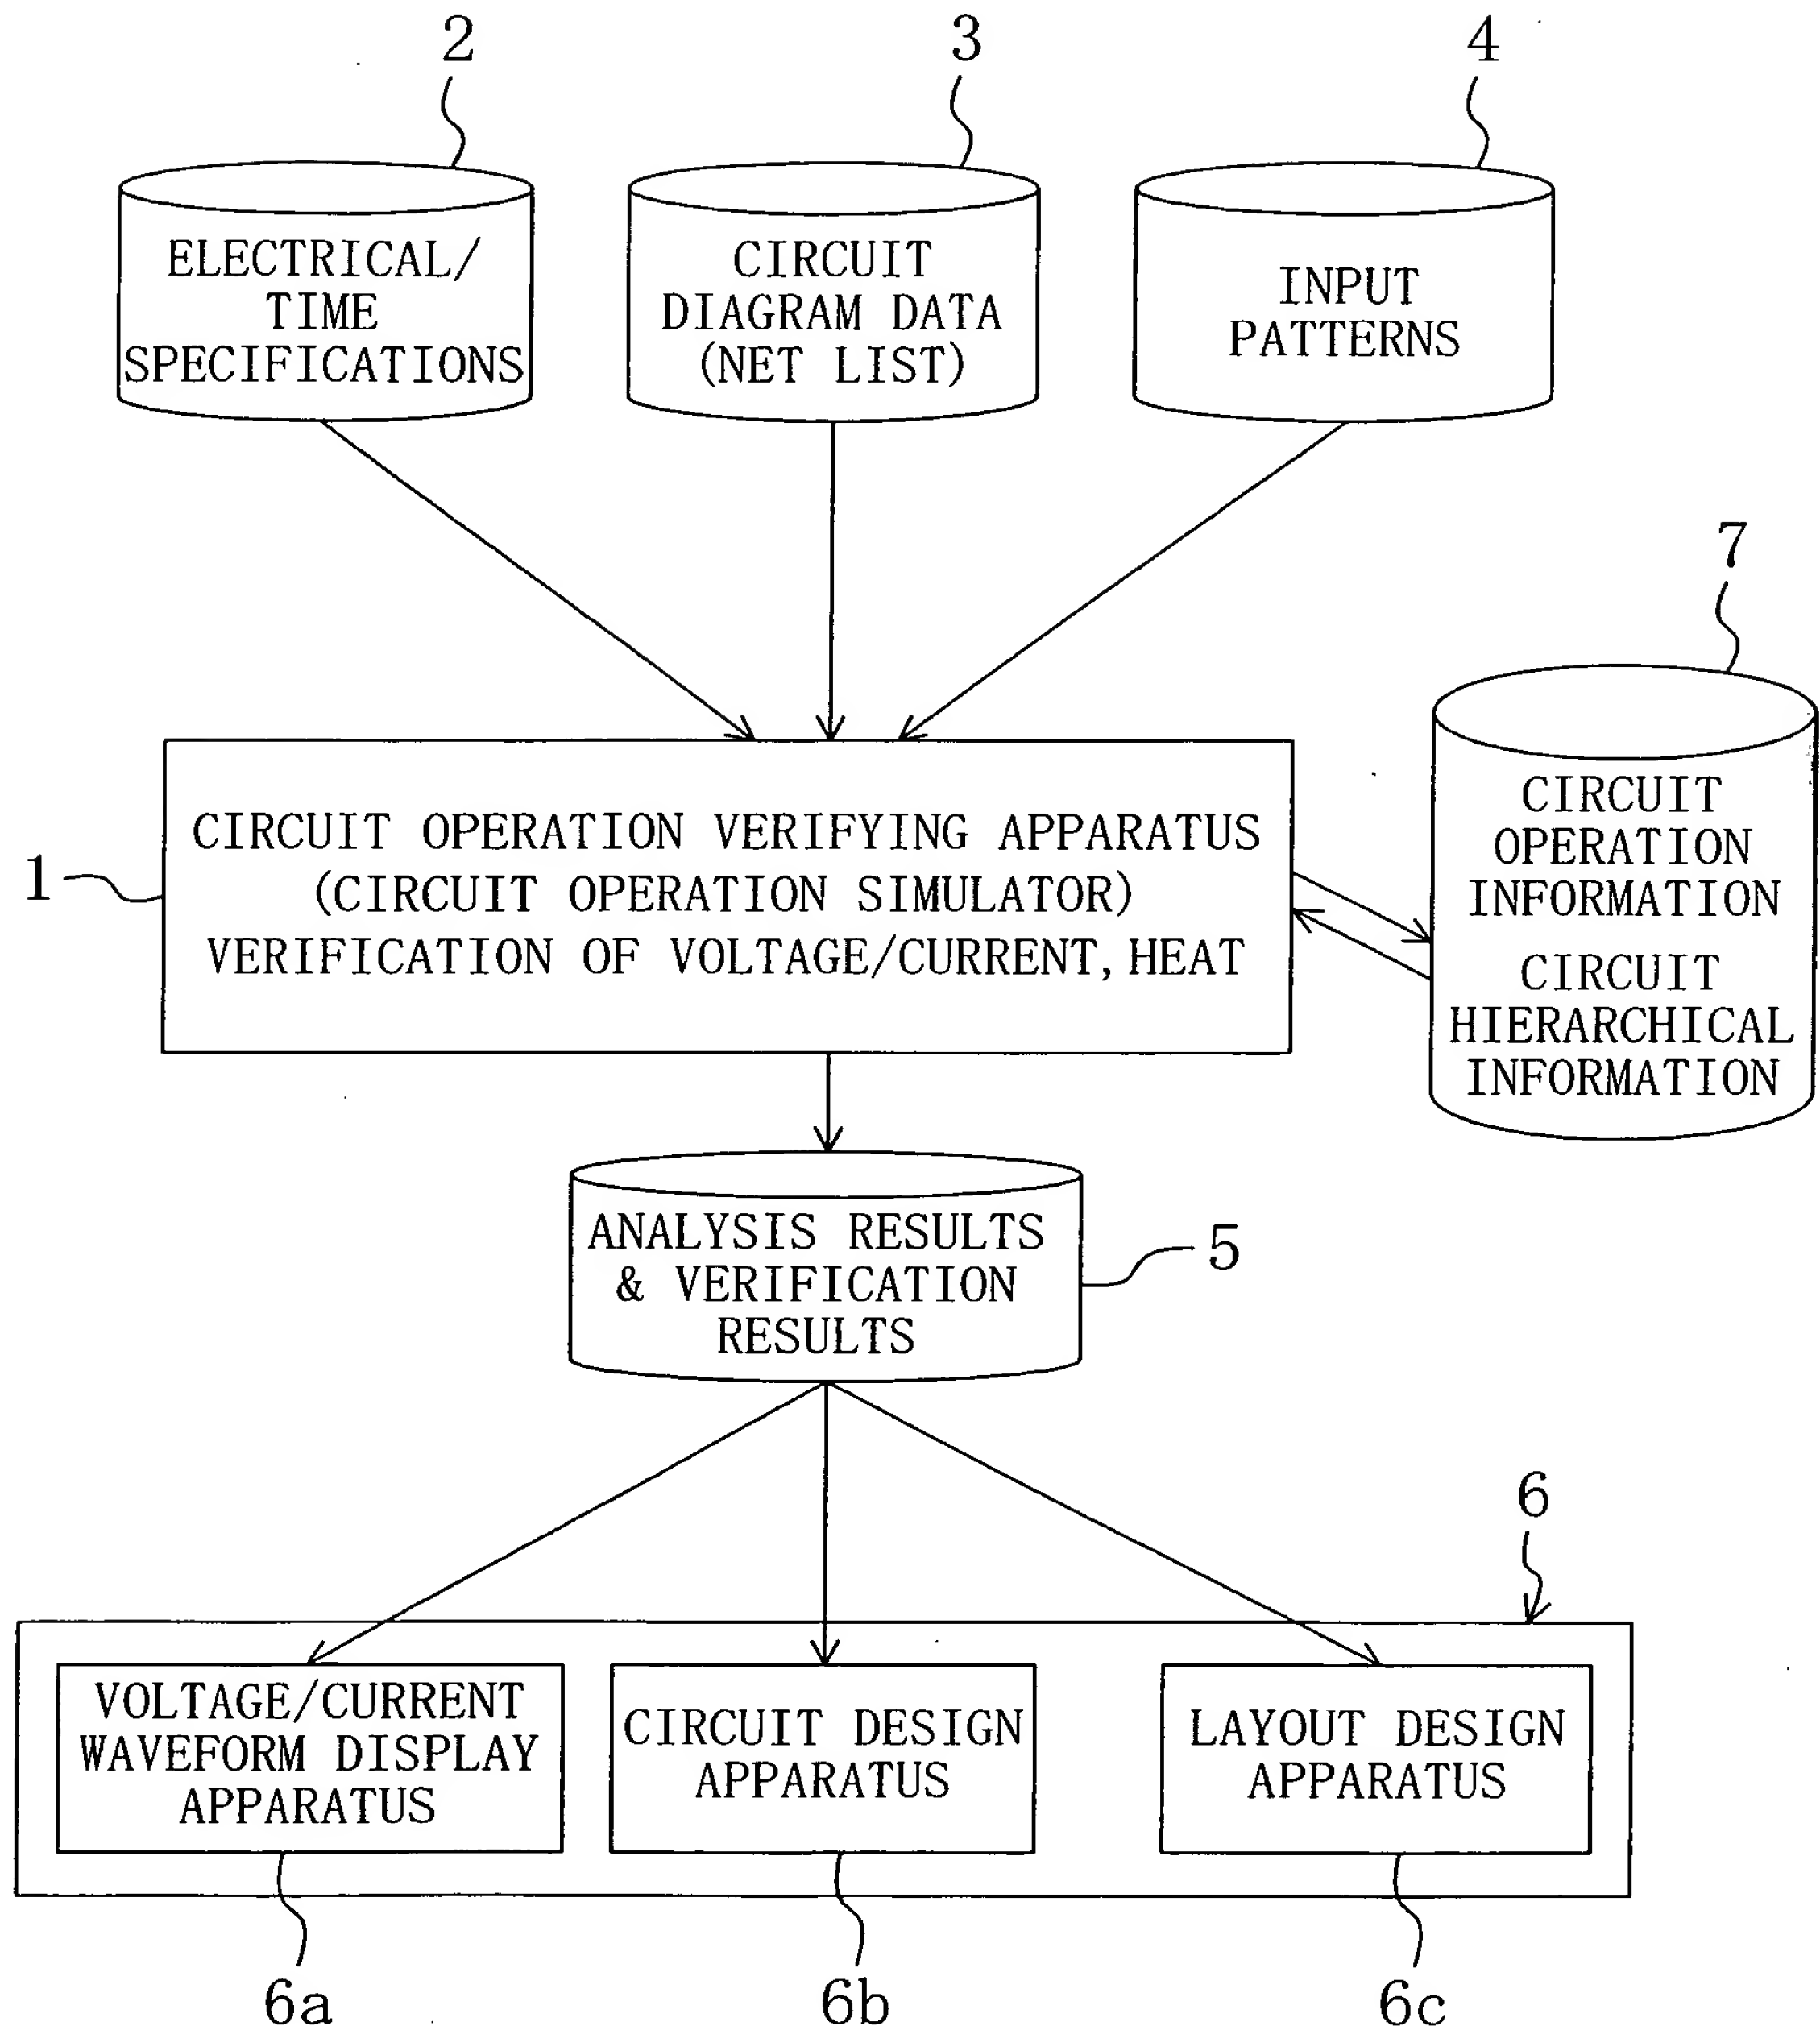 2
3
4
ELECTRICAL/
TIME
SPECIFICATIONS
CIRCUIT
DIAGRAM DATA
(NET LIST)
INPUT
PATTERNS
7
1
CIRCUIT OPERATION VERIFYING APPARATUS
(CIRCUIT OPERATION SIMULATOR)
VERIFICATION OF VOLTAGE/CURRENT, HEAT
CIRCUIT
OPERATION
INFORMATION
CIRCUIT
HIERARCHICAL
INFORMATION
ANALYSIS RESULTS
& VERIFICATION
RESULTS
5
6
VOLTAGE/CURRENT
WAVEFORM DISPLAY
APPARATUS
CIRCUIT DESIGN
APPARATUS
LAYOUT DESIGN
APPARATUS
6a
6b
6c